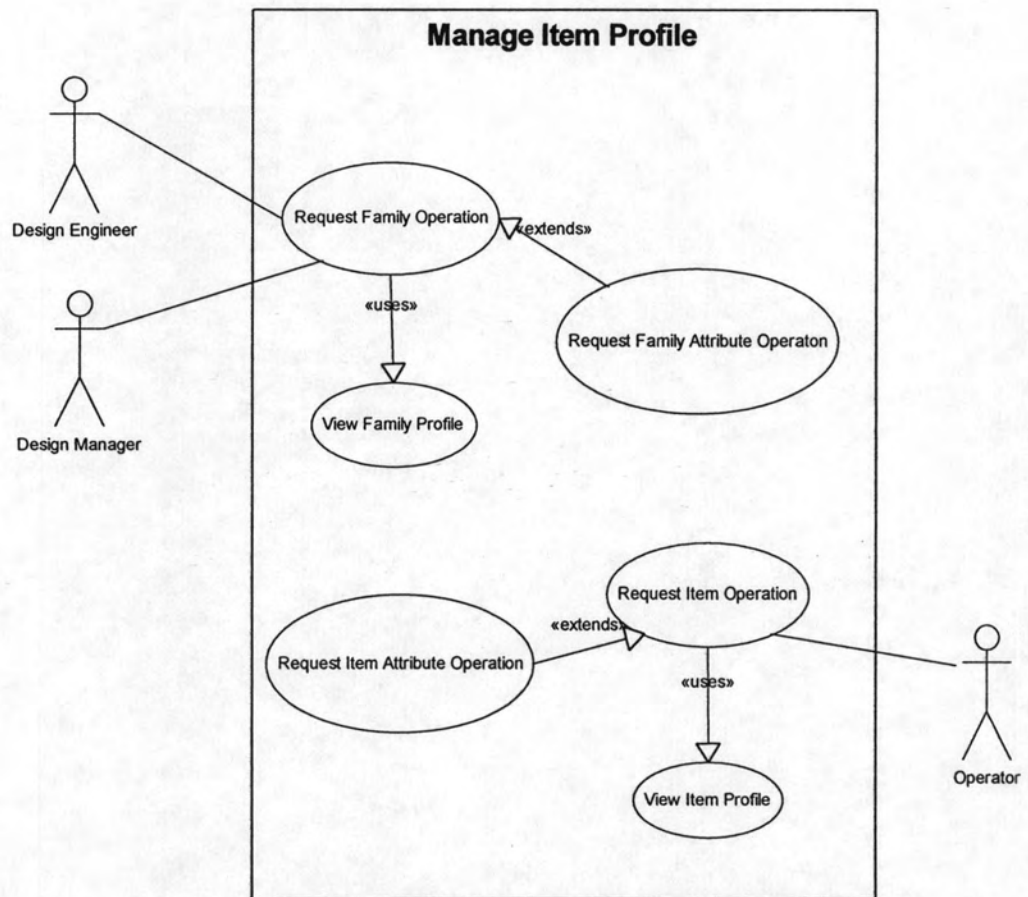 Manage Item Profile
Design Engineer
Request Family Operation
«extends»
«uses»
Request Family Attribute Operaton
Design Manager
View Family Profile
Request Item Operation
«extends»
Request Item Attribute Operation
«uses»
Operator
View Item Profile